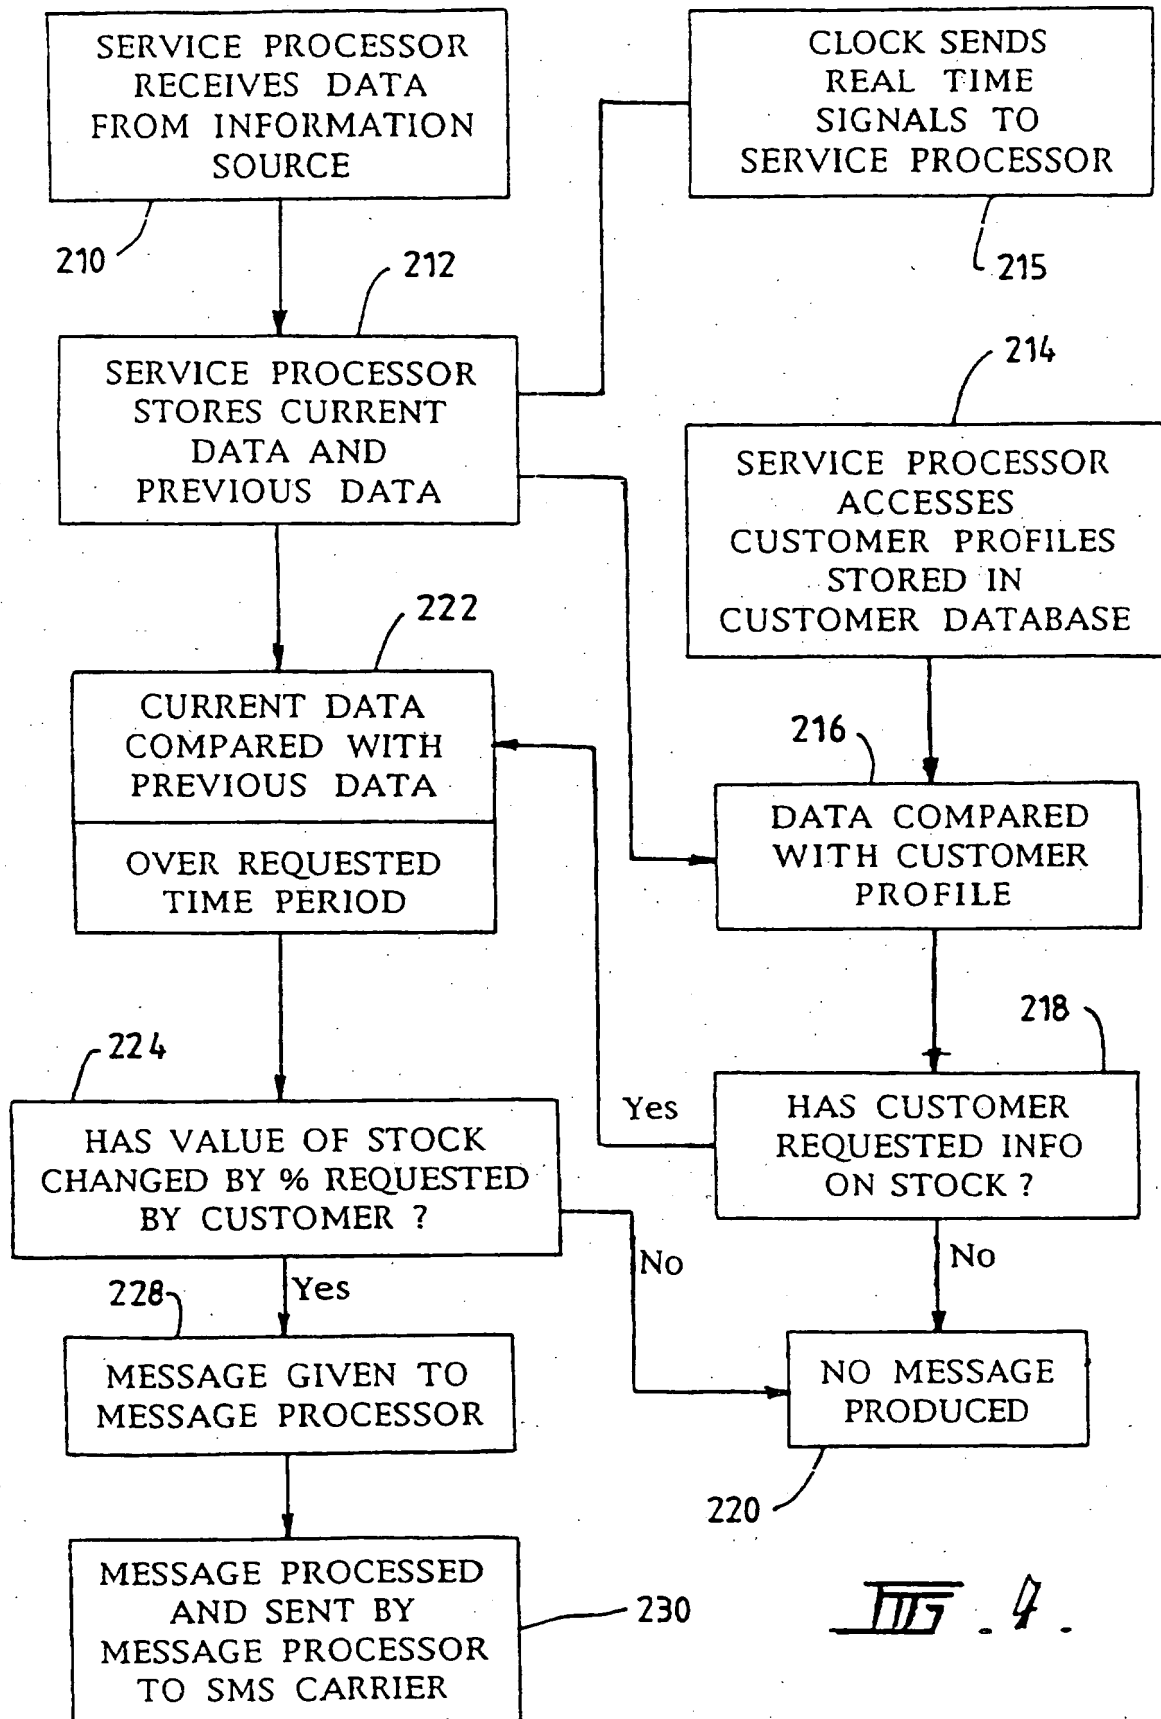 SERVICE PROCESSOR
RECEIVES DATA
FROM INFORMATION
SOURCE
210
CLOCK SENDS
REAL TIME
SIGNALS TO
SERVICE PROCESSOR
215
212
SERVICE PROCESSOR
STORES CURRENT
DATA AND
PREVIOUS DATA
214
SERVICE PROCESSOR
ACCESSES
CUSTOMER PROFILES
STORED IN
CUSTOMER DATABASE
222
CURRENT DATA
COMPARED WITH
PREVIOUS DATA
OVER REQUESTED
TIME PERIOD
216
DATA COMPARED
WITH CUSTOMER
PROFILE
218
HAS CUSTOMER
REQUESTED INFO
ON STOCK ?
Yes
No
224
HAS VALUE OF STOCK
CHANGED BY % REQUESTED
BY CUSTOMER ?
No
Yes
228
MESSAGE GIVEN TO
MESSAGE PROCESSOR
NO MESSAGE
PRODUCED
220
MESSAGE PROCESSED
AND SENT BY
MESSAGE PROCESSOR
TO SMS CARRIER
230
FIG . 4 .